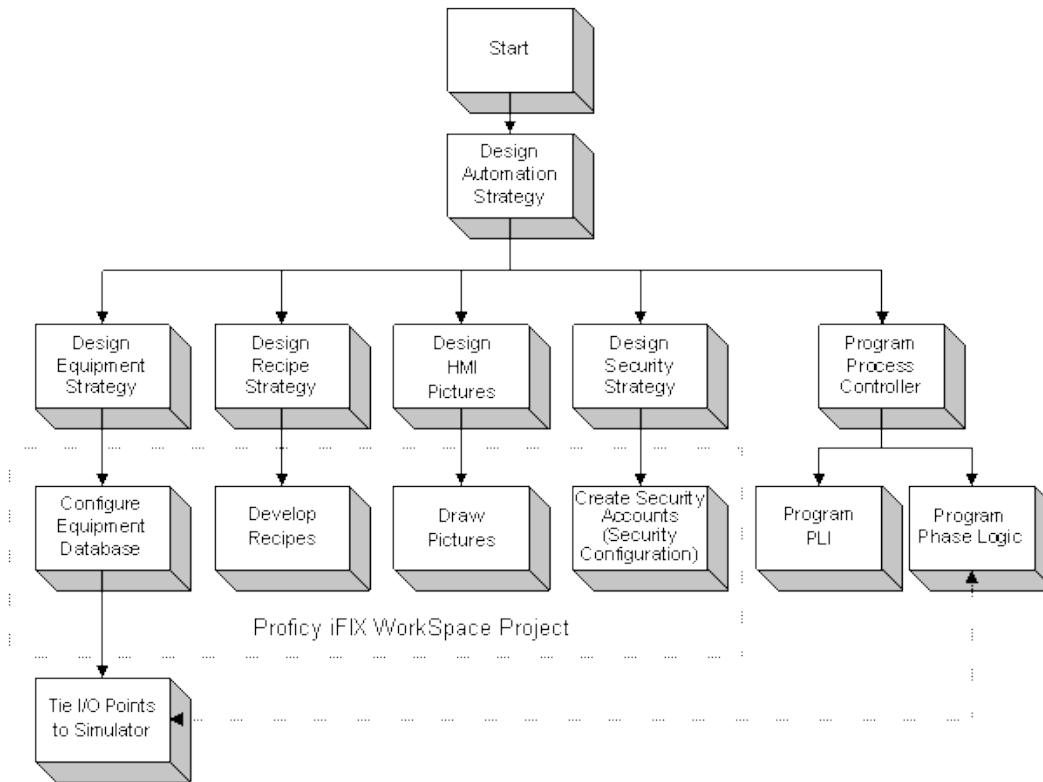 Start
Design
Automation
Strategy
Design
Equipment
Strategy
Design
Recipe
Strategy
Design
HMI
Pictures
Design
Security
Strategy
Program
Process
Controller
Configure
Equipment
Database
Develop
Recipes
Draw
Pictures
Create Security
Accounts
(Security
Configuration)
Program
PLI
Program
Phase Logic
Proficy iFIX WorkSpace Project
Tie I/O Points
to Simulator